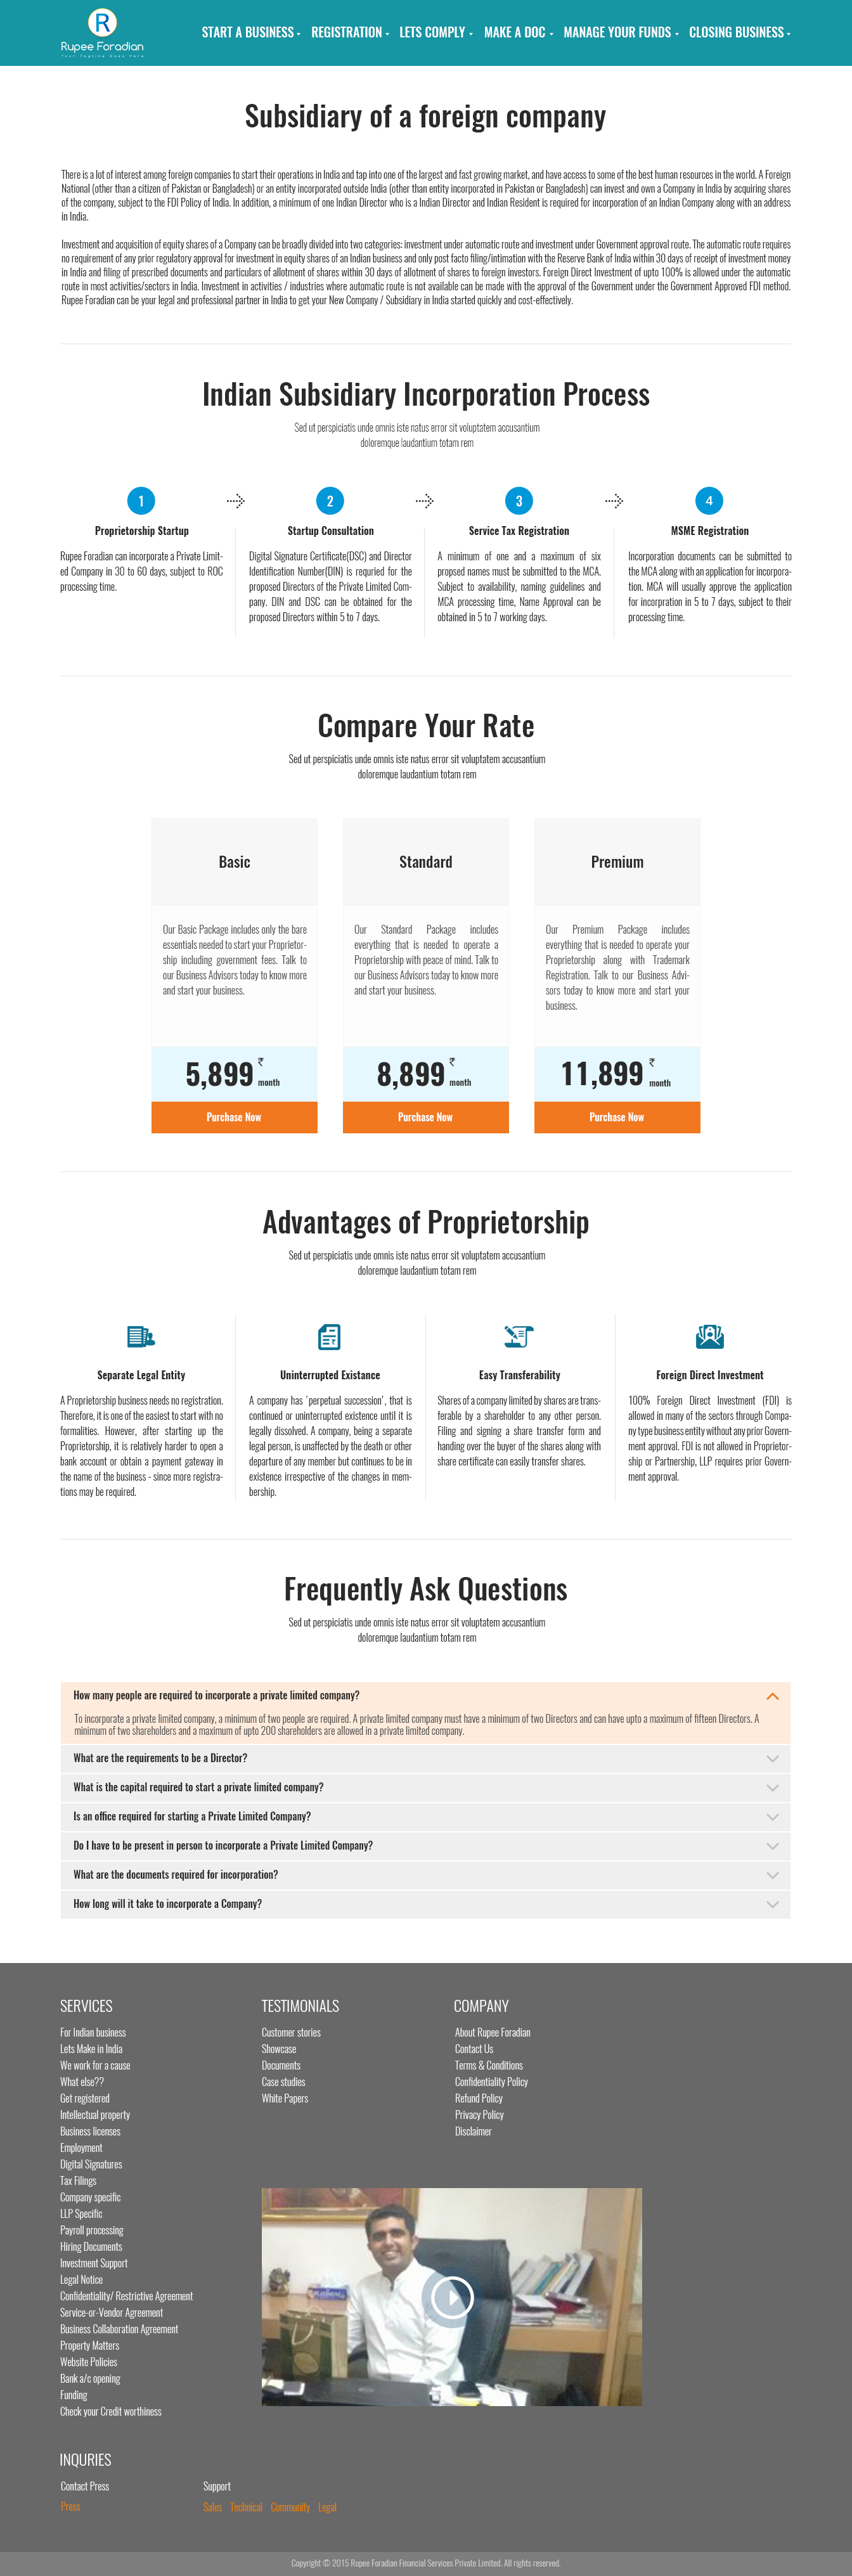 R
Rupee Foradian
Your Tagline Goes Here
START A BUSINESS REGISTRATION LETS COMPLY MAKE A DOC MANAGE YOUR FUNDS CLOSING BUSINESS
Subsidiary of a foreign company
There is a lot of interest among foreign companies to start their operations in India and tap into one of the largest and fast growing market, and have access to some of the best human resources in the world. A Foreign
National (other than a citizen of Pakistan or Bangladesh) or an entity incorporated outside India (other than entity incorporated in Pakistan or Bangladesh) can invest and own a Company in India by acquiring shares
of the company, subject to the FDI Policy of India. In addition, a minimum of one Indian Director who is a Indian Director and Indian Resident is required for incorporation of an Indian Company along with an address
in India.
Investment and acquisition of equity shares of a Company can be broadly divided into two categories: investment under automatic route and investment under Government approval route. The automatic route requires
no requirement of any prior regulatory approval for investment in equity shares of an Indian business and only post facto filing/intimation with the Reserve Bank of India within 30 days of receipt of investment money
in India and filing of prescribed documents and particulars of allotment of shares within 30 days of allotment of shares to foreign investors. Foreign Direct Investment of upto 100% is allowed under the automatic
route in most activities/sectors in India. Investment in activities / industries where automatic route is not available can be made with the approval of the Government under the Government Approved FDI method.
Rupee Foradian can be your legal and professional partner in India to get your New Company / Subsidiary in India started quickly and cost-effectively.
Indian Subsidiary Incorporation Process
Sed ut perspiciatis unde omnis iste natus error sit voluptatem accusantium
doloremque laudantium totam rem
1
Proprietorship Startup
Rupee Foradian can incorporate a Private Limit-
ed Company in 30 to 60 days, subject to ROC
processing time.
2
Startup Consultation
Digital Signature Certificate(DSC) and Director
Identification Number(DIN) is requried for the
proposed Directors of the Private Limited Com-
pany. DIN and DSC can be obtained for the
proposed Directors within 5 to 7 days.
3
Service Tax Registration
A minimum of one and a maximum of six
propsed names must be submitted to the MCA.
Subject to availability, naming guidelines and
MCA processing time, Name Approval can be
obtained in 5 to 7 working days.
4
MSME Registration
Incorporation documents can be submitted to
the MCA along with an application for incorpora-
tion. MCA will usually approve the application
for incorpration in 5 to 7 days, subject to their
processing time.
Compare Your Rate
Sed ut perspiciatis unde omnis iste natus error sit voluptatem accusantium
doloremque laudantium totam rem
Basic
Our Basic Package includes only the bare
essentials needed to start your Proprietor-
ship including government fees. Talk to
our Business Advisors today to know more
and start your business.
5,899 ₹
month
Purchase Now
Standard
Our Standard Package includes
everything that is needed to operate a
Proprietorship with peace of mind. Talk to
our Business Advisors today to know more
and start your business.
8,899 ₹
month
Purchase Now
Premium
Our Premium Package includes
everything that is needed to operate your
Proprietorship along with Trademark
Registration. Talk to our Business Advi-
sors today to know more and start your
business.
11,899 ₹
month
Purchase Now
Advantages of Proprietorship
Sed ut perspiciatis unde omnis iste natus error sit voluptatem accusantium
doloremque laudantium totam rem
Separate Legal Entity
A Proprietorship business needs no registration.
Therefore, it is one of the easiest to start with no
formalities. However, after starting up the
Proprietorship, it is relatively harder to open a
bank account or obtain a payment gateway in
the name of the business - since more registra-
tions may be required.
Uninterrupted Existance
A company has 'perpetual succession', that is
continued or uninterrupted existence until it is
legally dissolved. A company, being a separate
legal person, is unaffected by the death or other
departure of any member but continues to be in
existence irrespective of the changes in mem-
bership.
Easy Transferability
Shares of a company limited by shares are trans-
ferable by a shareholder to any other person.
Filing and signing a share transfer form and
handing over the buyer of the shares along with
share certificate can easily transfer shares.
Foreign Direct Investment
100% Foreign Direct Investment (FDI) is
allowed in many of the sectors through Compa-
ny type business entity without any prior Govern-
ment approval. FDI is not allowed in Proprietor-
ship or Partnership, LLP requires prior Govern-
ment approval.
Frequently Ask Questions
Sed ut perspiciatis unde omnis iste natus error sit voluptatem accusantium
doloremque laudantium totam rem
How many people are required to incorporate a private limited company?
To incorporate a private limited company, a minimum of two people are required. A private limited company must have a minimum of two Directors and can have upto a maximum of fifteen Directors. A
minimum of two shareholders and a maximum of upto 200 shareholders are allowed in a private limited company.
What are the requirements to be a Director?
What is the capital required to start a private limited company?
Is an office required for starting a Private Limited Company?
Do I have to be present in person to incorporate a Private Limited Company?
What are the documents required for incorporation?
How long will it take to incorporate a Company?
SERVICES
For Indian business
Lets Make in India
We work for a cause
What else??
Get registered
Intellectual property
Business licenses
Employment
Digital Signatures
Tax Filings
Company specific
LLP Specific
Payroll processing
Hiring Documents
Investment Support
Legal Notice
Confidentiality/ Restrictive Agreement
Service-or-Vendor Agreement
Business Collaboration Agreement
Property Matters
Website Policies
Bank a/c opening
Funding
Check your Credit worthiness
TESTIMONIALS
Customer stories
Showcase
Documents
Case studies
White Papers
COMPANY
About Rupee Foradian
Contact Us
Terms & Conditions
Confidentiality Policy
Refund Policy
Privacy Policy
Disclaimer
INQURIES
Contact Press
Press
Support
Sales Technical Community Legal
Copyright © 2015 Rupee Foradian Financial Services Private Limited. All rights reserved.